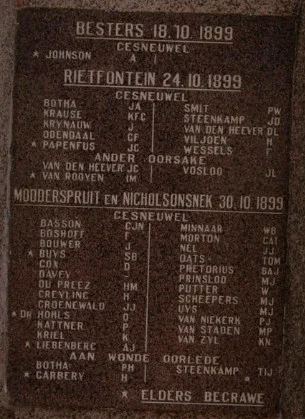 BESTERS 18.10.1899
GESNEUWEL
* JOHNSON A I
RIETFONTEIN 24.10.1899
GESNEUWEL
BOTHA JA SMIT PW
KRAUSE KFC STEENKAMP JD
KRYNAUW J VAN DEN HEEVER DL
ODENDAAL CF VILJOEN H
* PAPENFUS JC WESSELS F
ANDER OORSAKE
VAN DEN HEEVER JC VOSLOO JL
* VAN ROOYEN IM
MODDERSPRUIT en NICHOLSONSNEK 30.10.1899
GESNEUWEL
BASSON CJN MINNAAR WB
BOSHOFF F MORTON CAI
BOUWER J NEL JJ
* BUYS SB OATS TOM
COX D PRETORIUS BAJ
DAVEY PRINSLOO MJ
DU PREEZ HM PUTTER W
CREYLING H SCHEEPERS MJ
GROENEWALD JJ UYS MJ
* DR HOHLS O VAN NIEKERK PJ
KATTNER P VAN STADEN MP
KRIEL K VAN ZYL KN
* LIEBENBERG AJ
AAN WONDE OORLEDE
BOTHA PH STEENKAMP TIJ
* CARBERY H
* ELDERS BEGRAWE